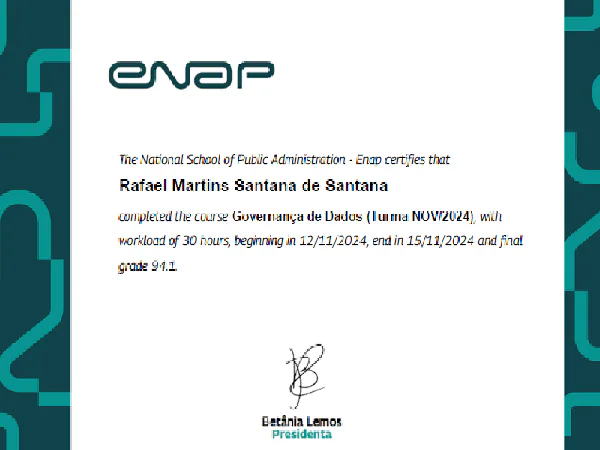 enap
The National School of Public Administration - Enap certifies that
Rafael Martins Santana de Santana
completed the course Governança de Dados (Turma NOV/2024), with
workload of 30 hours, beginning in 12/11/2024, end in 15/11/2024 and final
grade 94.1.
Betânia Lemos
Presidenta